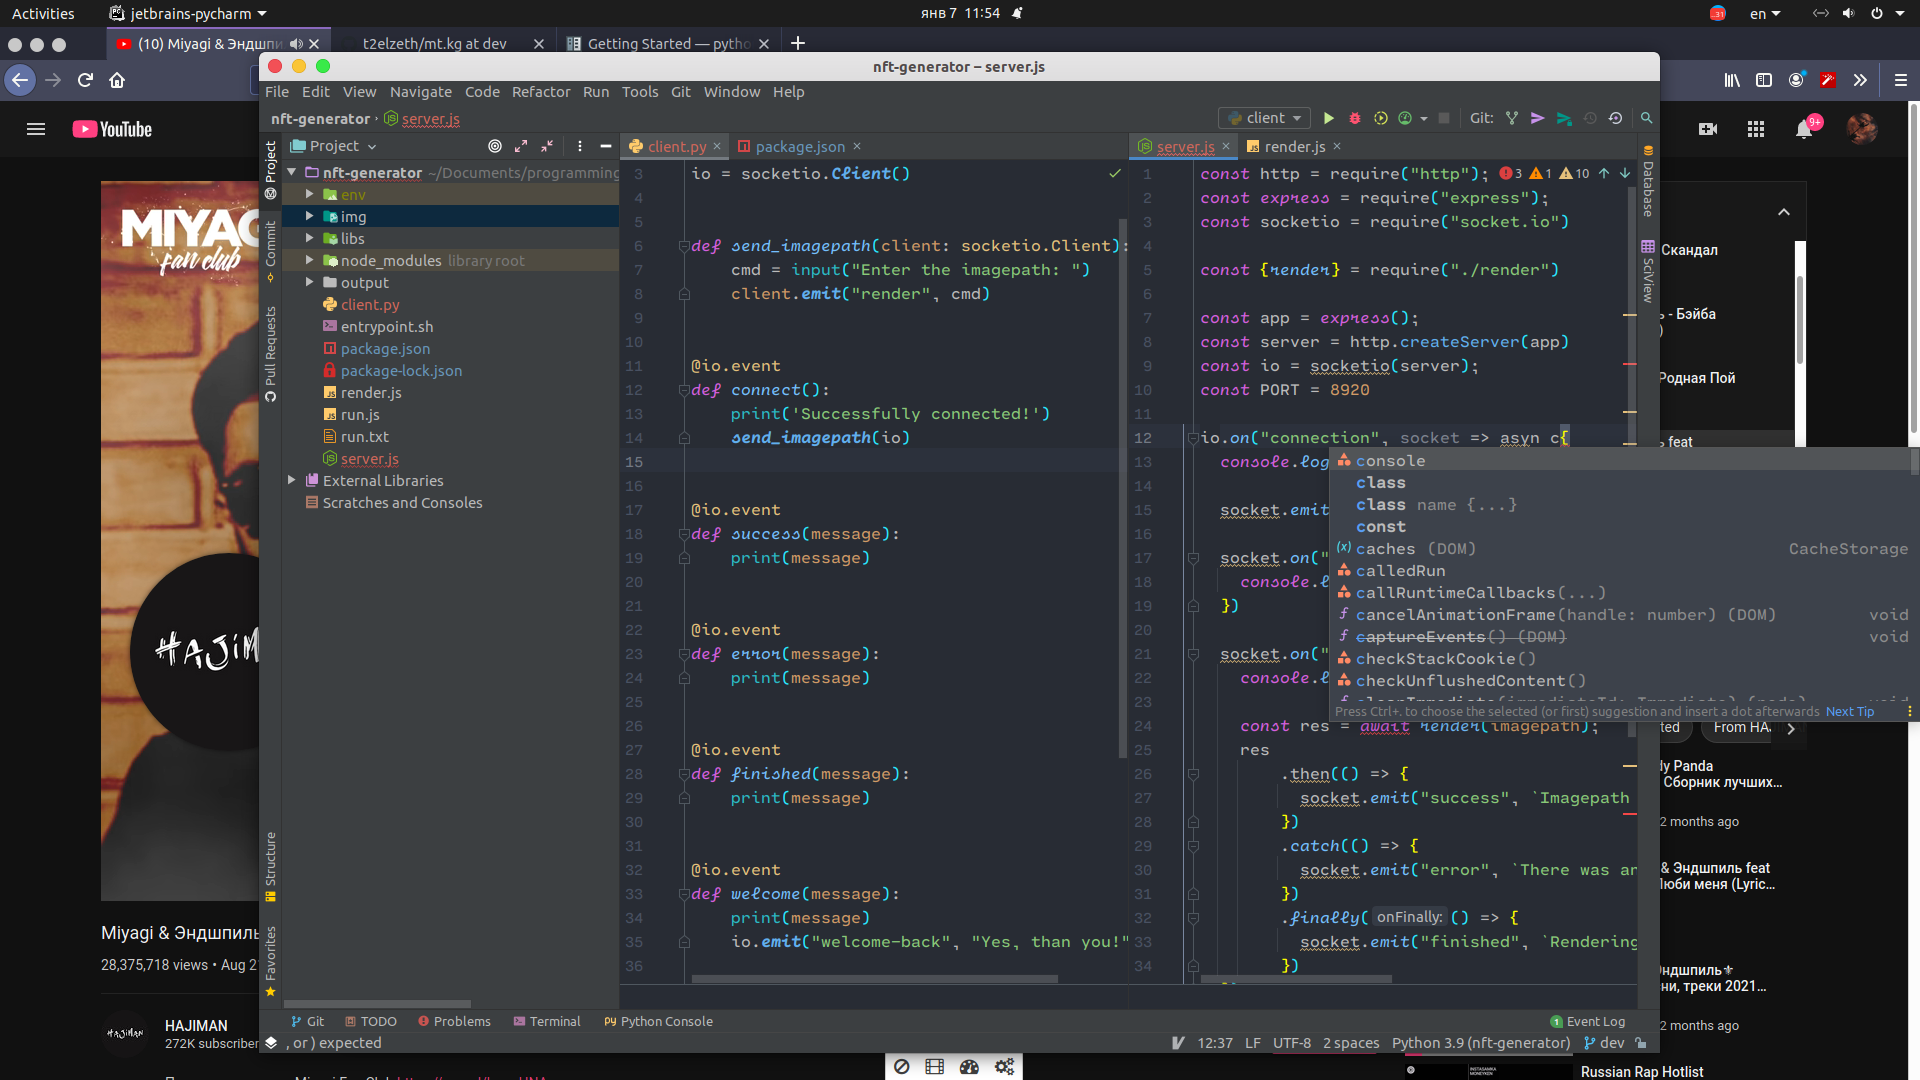 Activities
jetbrains-pycharm
янв 7 11:54
en
(10) Miyagi & Эндшпи
t2elzeth/mt.kg at dev
Getting Started — pytho
nft-generator – server.js
File Edit View Navigate Code Refactor Run Tools Git Window Help
nft-generator › server.js
client
Git:
YouTube
9+
Project
client.py
package.json
server.js
render.js
Project
Commit
Pull Requests
Structure
Favorites
nft-generator ~/Documents/programming
env
img
libs
node_modules library root
output
client.py
entrypoint.sh
package.json
package-lock.json
render.js
run.js
run.txt
server.js
External Libraries
Scratches and Consoles
3 io = socketio.Client()
4
5
6 def send_imagepath(client: socketio.Client):
7 cmd = input("Enter the imagepath: ")
8 client.emit("render", cmd)
9
10
11 @io.event
12 def connect():
13 print('Successfully connected!')
14 send_imagepath(io)
15
16
17 @io.event
18 def success(message):
19 print(message)
20
21
22 @io.event
23 def error(message):
24 print(message)
25
26
27 @io.event
28 def finished(message):
29 print(message)
30
31
32 @io.event
33 def welcome(message):
34 print(message)
35 io.emit("welcome-back", "Yes, than you!"
36
1 const http = require("http"); 3 1 10
2 const express = require("express");
3 const socketio = require("socket.io")
4
5 const {render} = require("./render")
6
7 const app = express();
8 const server = http.createServer(app)
9 const io = socketio(server);
10 const PORT = 8920
11
12 io.on("connection", socket => asyn c{
13 console.log
14
15 socket.emit
16
17 socket.on("
18 console.l
19 })
20
21 socket.on("
22 console.l
23
24 const res = await render(imagepath);
25 res
26 .then(() => {
27 socket.emit("success", `Imagepath
28 })
29 .catch(() => {
30 socket.emit("error", `There was an
31 })
32 .finally( onFinally: () => {
33 socket.emit("finished", `Rendering
34 })
console
class
class name {...}
const
caches (DOM) CacheStorage
calledRun
callRuntimeCallbacks(...)
cancelAnimationFrame(handle: number) (DOM) void
captureEvents() (DOM) void
checkStackCookie()
checkUnflushedContent()
Press Ctrl+. to choose the selected (or first) suggestion and insert a dot afterwards Next Tip
Database
SciView
Git
TODO
Problems
Terminal
Python Console
1 Event Log
, or ) expected
12:37 LF UTF-8 2 spaces Python 3.9 (nft-generator) dev
MIYAG
fan club
HAJIM
Miyagi & Эндшпиль
28,375,718 views • Aug 2
HAJIMAN
HAJIMAN
272K subscriber
Скандал
- Бэйба
)
Родная Пой
feat
ted
From HA
dy Panda
Сборник лучших...
2 months ago
& Эндшпиль feat
Люби меня (Lyric...
Эндшпиль
ни, треки 2021...
2 months ago
Russian Rap Hotlist